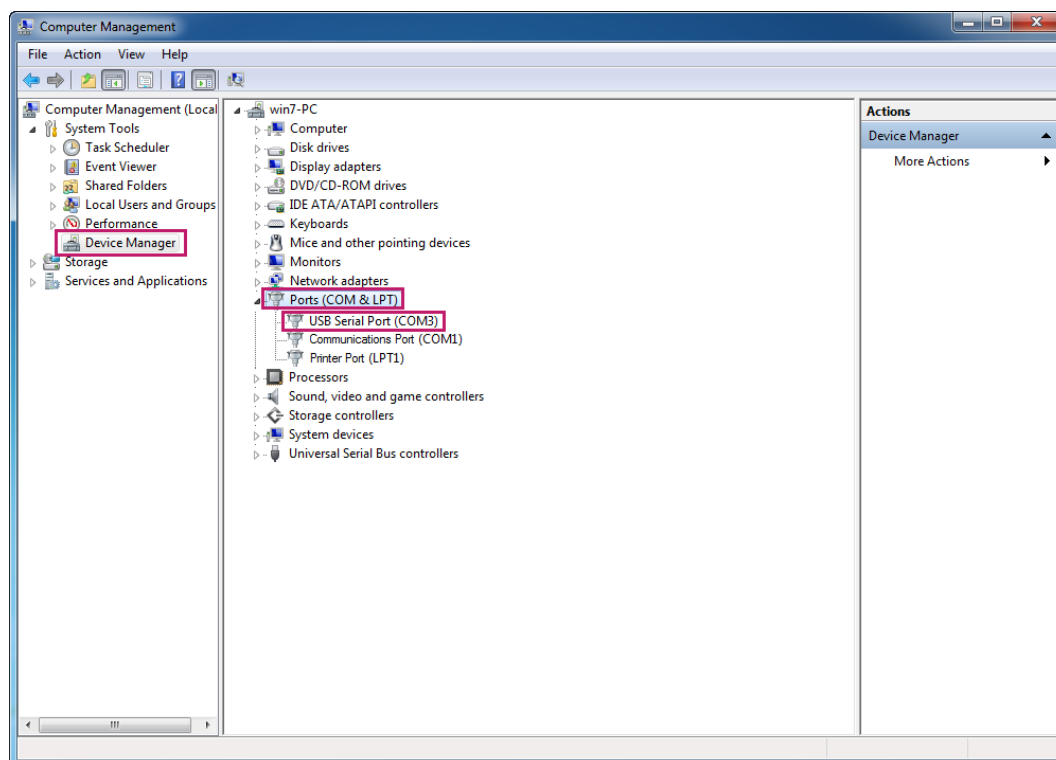 Computer Management
File Action View Help
Computer Management (Local
System Tools
Task Scheduler
Event Viewer
Shared Folders
Local Users and Groups
Performance
Device Manager
Storage
Services and Applications
win7-PC
Computer
Disk drives
Display adapters
DVD/CD-ROM drives
IDE ATA/ATAPI controllers
Keyboards
Mice and other pointing devices
Monitors
Network adapters
Ports (COM & LPT)
USB Serial Port (COM3)
Communications Port (COM1)
Printer Port (LPT1)
Processors
Sound, video and game controllers
Storage controllers
System devices
Universal Serial Bus controllers
Actions
Device Manager
More Actions